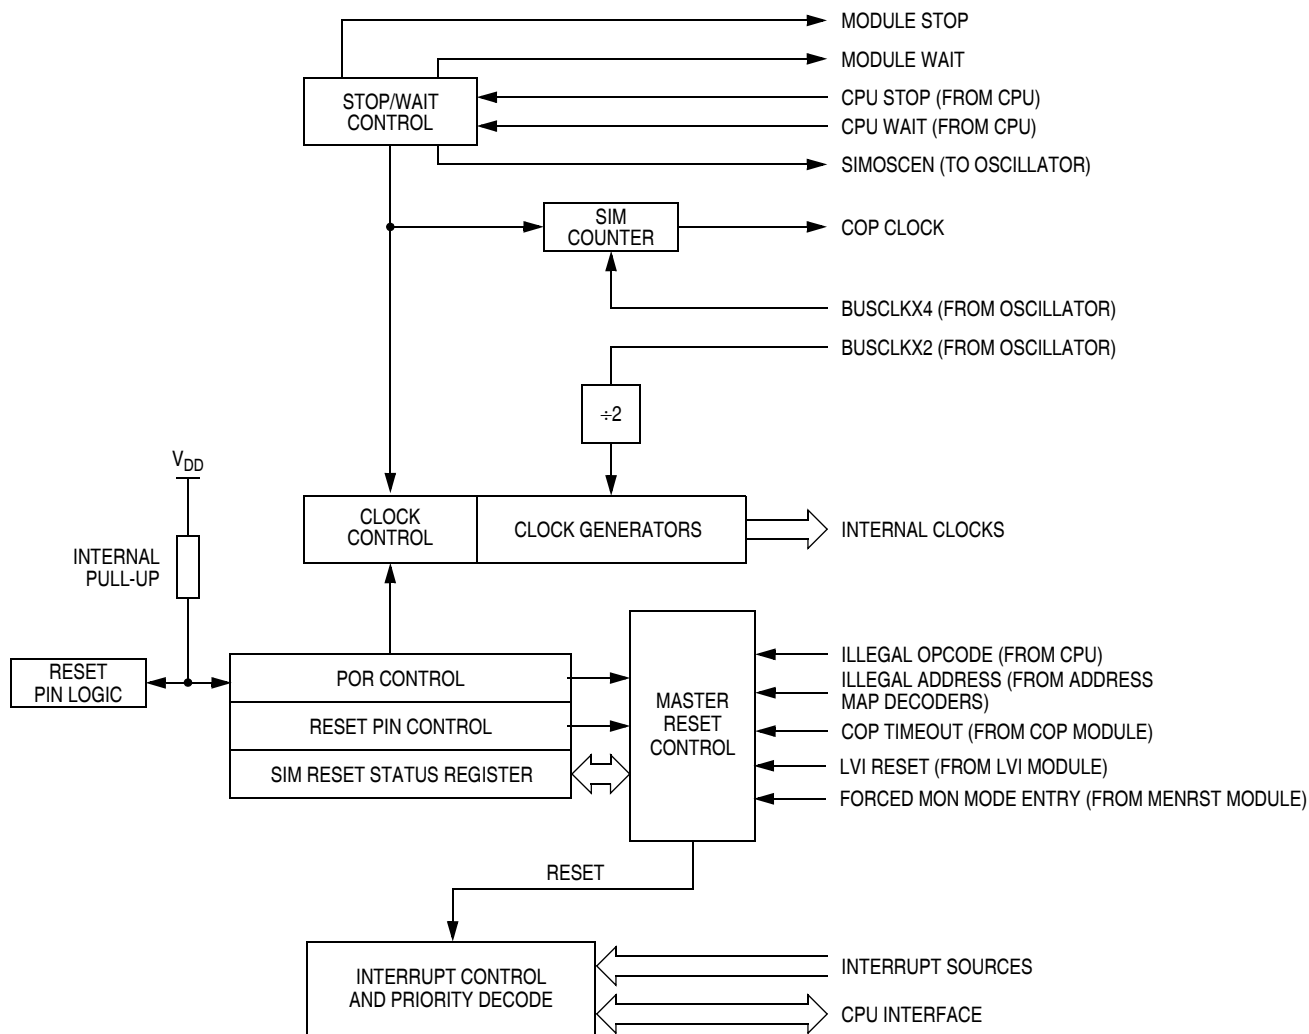 MODULE STOP
MODULE WAIT
STOP/WAIT
CONTROL
CPU STOP (FROM CPU)
CPU WAIT (FROM CPU)
SIMOSCEN (TO OSCILLATOR)
SIM
COUNTER
COP CLOCK
BUSCLKX4 (FROM OSCILLATOR)
BUSCLKX2 (FROM OSCILLATOR)
÷2
VDD
CLOCK
CONTROL
CLOCK GENERATORS
INTERNAL CLOCKS
INTERNAL
PULL-UP
RESET
PIN LOGIC
POR CONTROL
RESET PIN CONTROL
SIM RESET STATUS REGISTER
MASTER
RESET
CONTROL
ILLEGAL OPCODE (FROM CPU)
ILLEGAL ADDRESS (FROM ADDRESS
MAP DECODERS)
COP TIMEOUT (FROM COP MODULE)
LVI RESET (FROM LVI MODULE)
FORCED MON MODE ENTRY (FROM MENRST MODULE)
RESET
INTERRUPT CONTROL
AND PRIORITY DECODE
INTERRUPT SOURCES
CPU INTERFACE